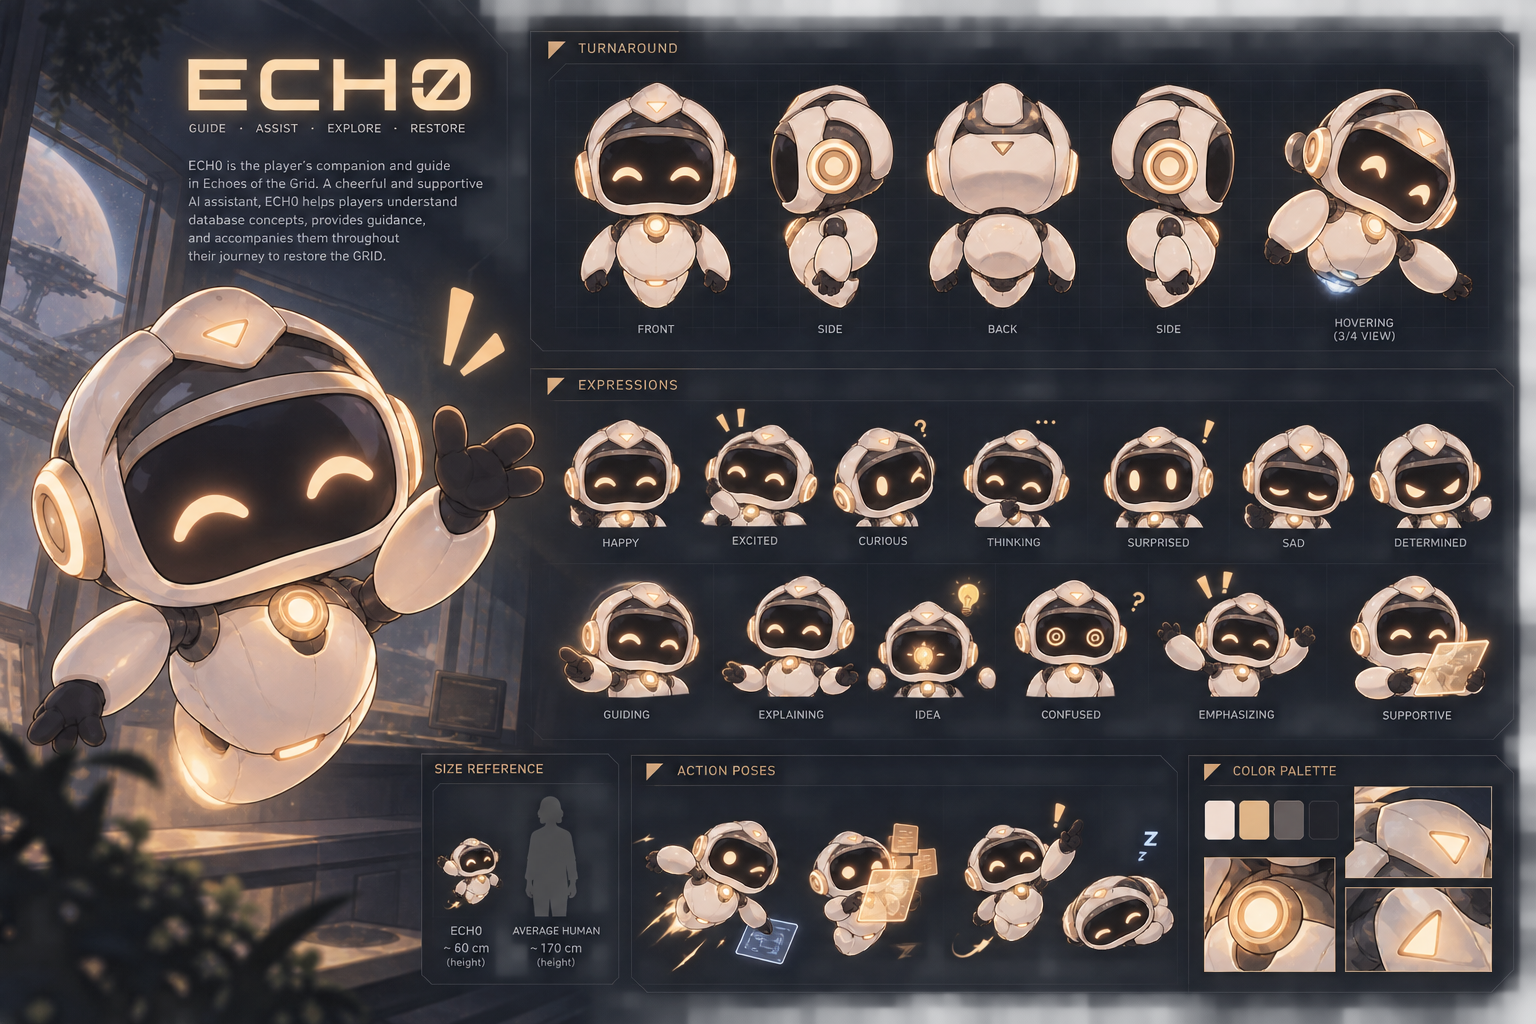 ECH0
GUIDE · ASSIST · EXPLORE · RESTORE
ECH0 is the player's companion and guide
in Echoes of the Grid. A cheerful and supportive
AI assistant, ECH0 helps players understand
database concepts, provides guidance,
and accompanies them throughout
their journey to restore the GRID.
TURNAROUND
FRONT
SIDE
BACK
SIDE
HOVERING
(3/4 VIEW)
EXPRESSIONS
!!
?
...
!
HAPPY
EXCITED
CURIOUS
THINKING
SURPRISED
SAD
DETERMINED
?
!!
GUIDING
EXPLAINING
IDEA
CONFUSED
EMPHASIZING
SUPPORTIVE
SIZE REFERENCE
ECH0
~ 60 cm
(height)
AVERAGE HUMAN
~ 170 cm
(height)
ACTION POSES
!
Z
z
COLOR PALETTE